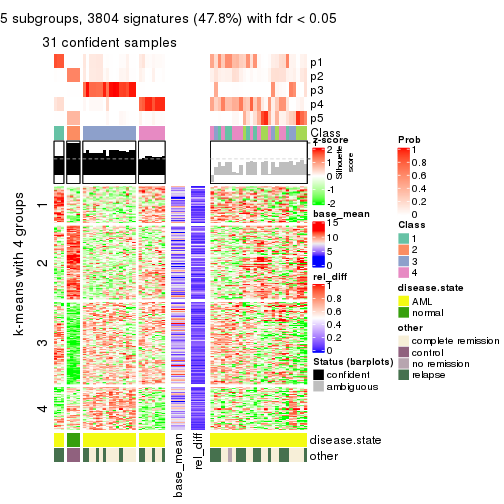 5 subgroups, 3804 signatures (47.8%) with fdr < 0.05
31 confident samples
p1
p2
p3
p4
p5
Class
1
2
3
4
k-means with 4 groups
base_mean
rel_diff
disease.state
other
z-score
2
1
0
-1
-2
Silhouette
score
base_mean
15
10
5
0
rel_diff
1
0.8
0.6
0.4
0.2
0
Status (barplots)
confident
ambiguous
Prob
1
0.8
0.6
0.4
0.2
0
Class
1
2
3
4
disease.state
AML
normal
other
complete remission
control
no remission
relapse